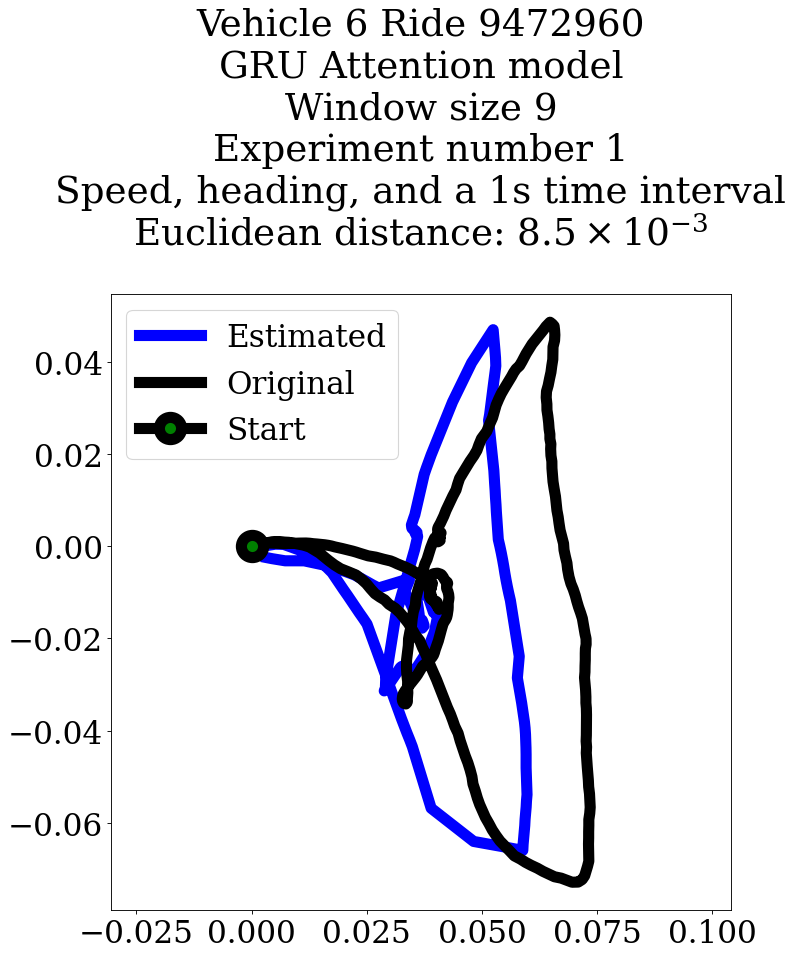 Vehicle 6 Ride 9472960
GRU Attention model
Window size 9
Experiment number 1
Speed, heading, and a 1s time interval
Euclidean distance: 8.5 × 10⁻³
Estimated
Original
Start
0.04
0.02
0.00
−0.02
−0.04
−0.06
−0.025 0.000 0.025 0.050 0.075 0.100